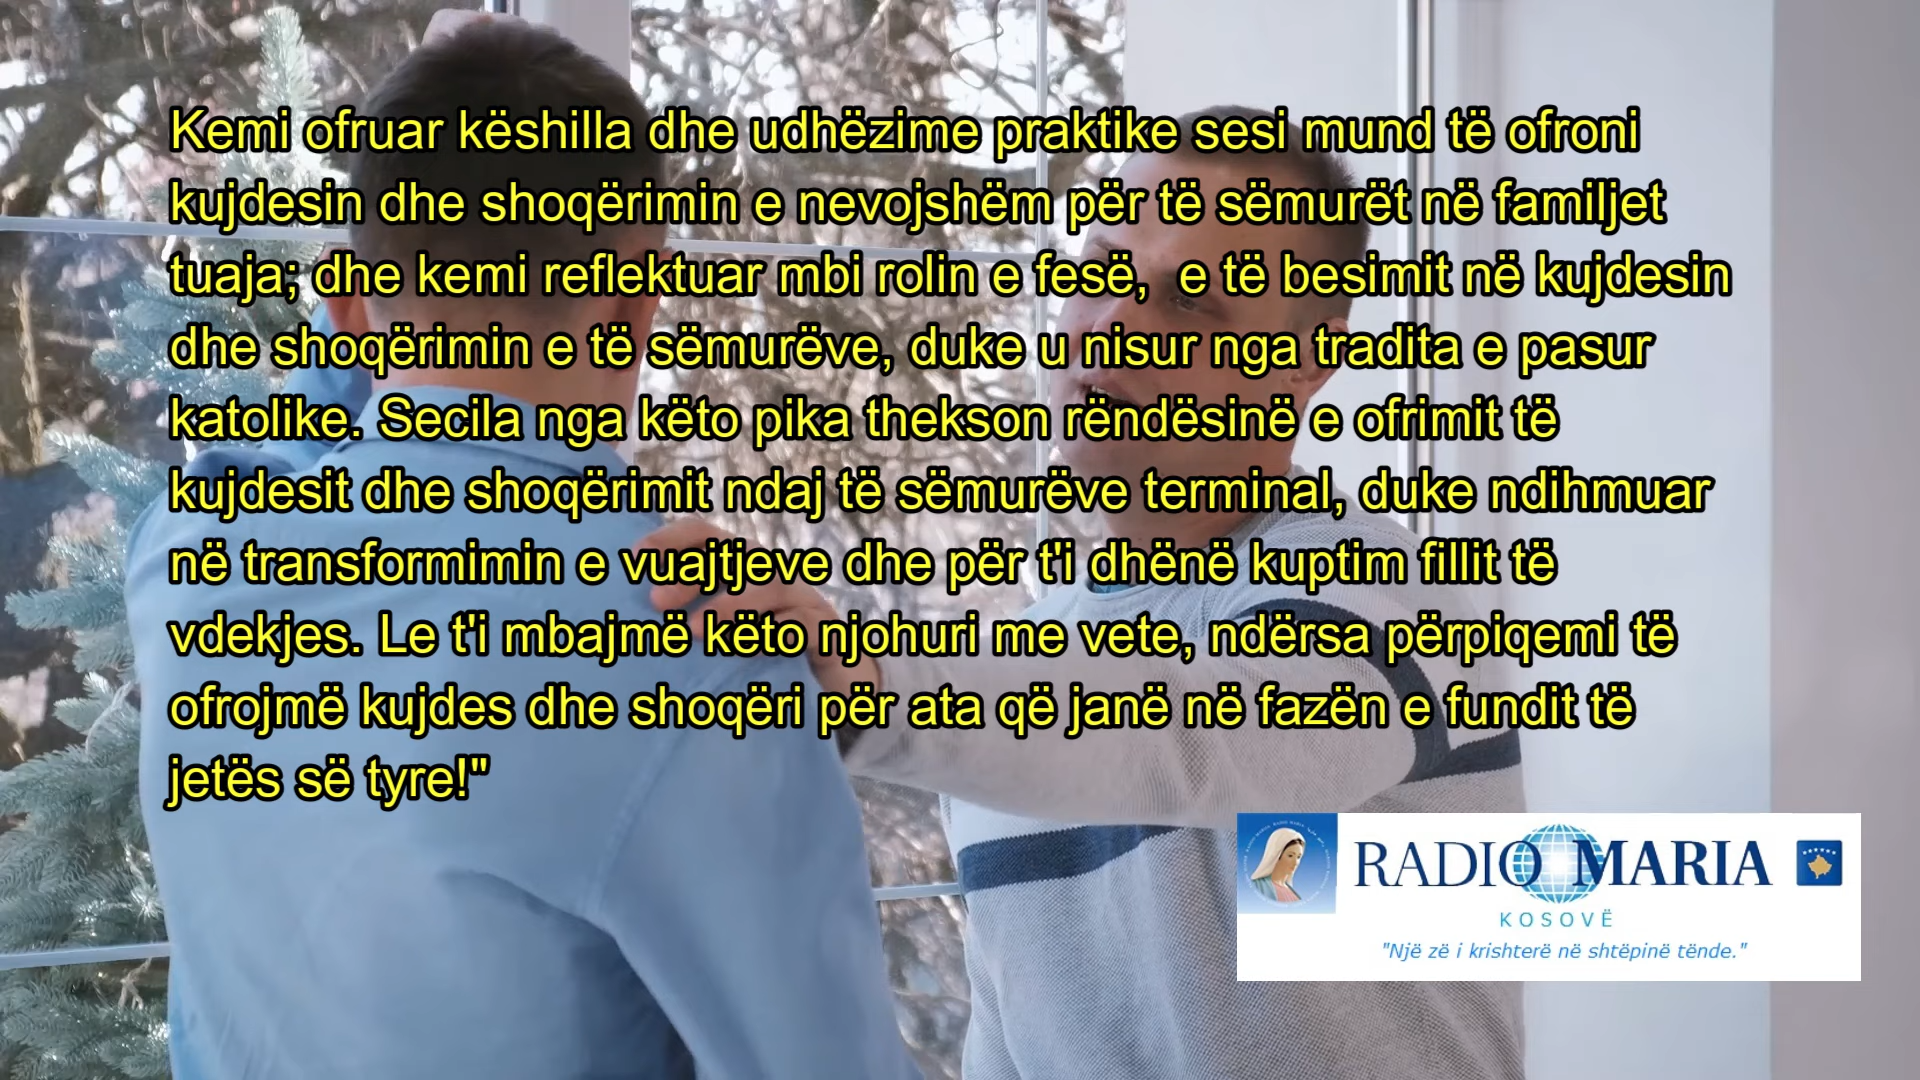 Kemi ofruar këshilla dhe udhëzime praktike sesi mund të ofroni
kujdesin dhe shoqërimin e nevojshëm për të sëmurët në familjet
tuaja; dhe kemi reflektuar mbi rolin e fesë,  e të besimit në kujdesin
dhe shoqërimin e të sëmurëve, duke u nisur nga tradita e pasur
katolike. Secila nga këto pika thekson rëndësinë e ofrimit të
kujdesit dhe shoqërimit ndaj të sëmurëve terminal, duke ndihmuar
në transformimin e vuajtjeve dhe për t'i dhënë kuptim fillit të
vdekjes. Le t'i mbajmë këto njohuri me vete, ndërsa përpiqemi të
ofrojmë kujdes dhe shoqëri për ata që janë në fazën e fundit të
jetës së tyre!"
RADIO MARIA
KOSOVË
"Një zë i krishterë në shtëpinë tënde."